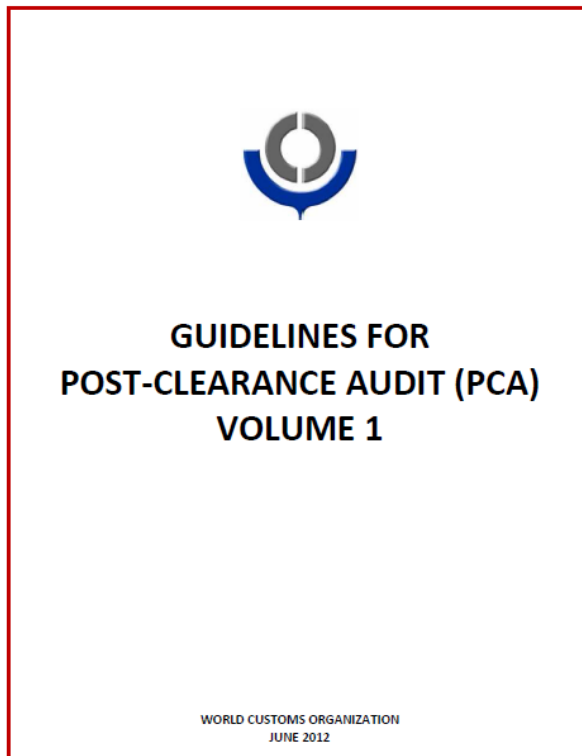 GUIDELINES FOR
POST-CLEARANCE AUDIT (PCA)
VOLUME 1
WORLD CUSTOMS ORGANIZATION
JUNE 2012